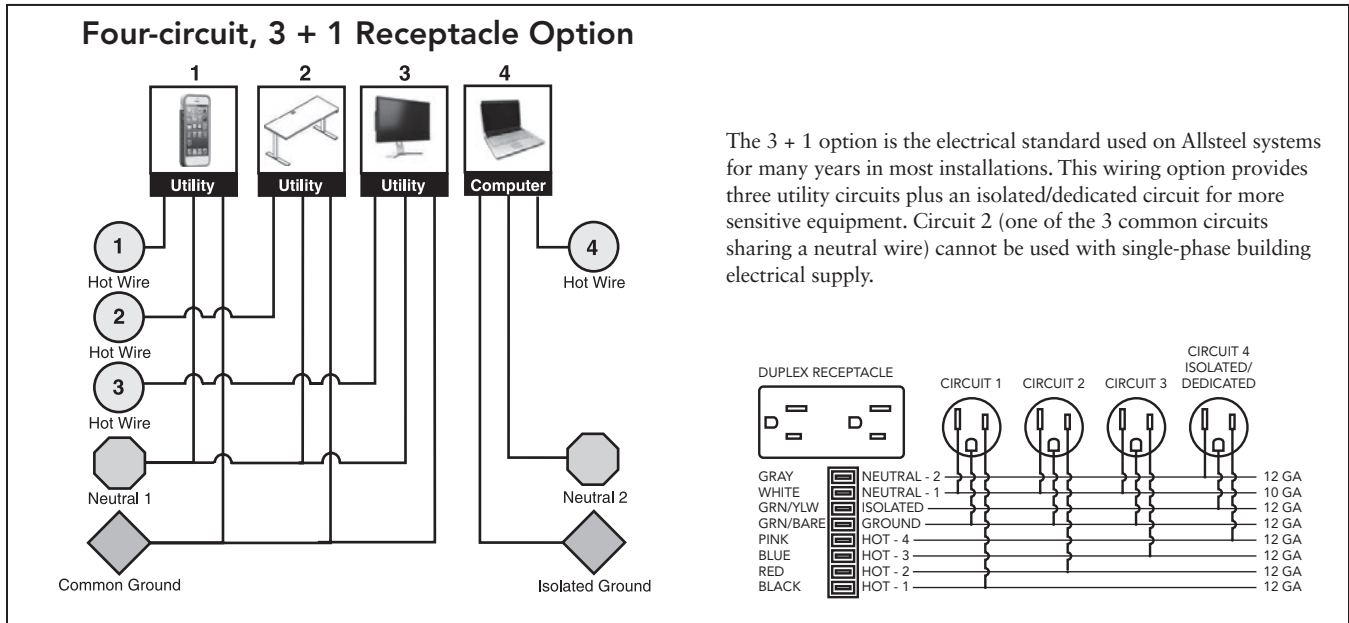 Four-circuit, 3 + 1 Receptacle Option
1 2 3 4
Utility Utility Utility Computer
1
Hot Wire
4
Hot Wire
2
Hot Wire
3
Hot Wire
Neutral 1
Neutral 2
Common Ground
Isolated Ground
The 3 + 1 option is the electrical standard used on Allsteel systems
for many years in most installations. This wiring option provides
three utility circuits plus an isolated/dedicated circuit for more
sensitive equipment. Circuit 2 (one of the 3 common circuits
sharing a neutral wire) cannot be used with single-phase building
electrical supply.
DUPLEX RECEPTACLE
CIRCUIT 1
CIRCUIT 2
CIRCUIT 3
CIRCUIT 4
ISOLATED/
DEDICATED
GRAY NEUTRAL - 2 12 GA
WHITE NEUTRAL - 1 10 GA
GRN/YLW ISOLATED 12 GA
GRN/BARE GROUND 12 GA
PINK HOT - 4 12 GA
BLUE HOT - 3 12 GA
RED HOT - 2 12 GA
BLACK HOT - 1 12 GA